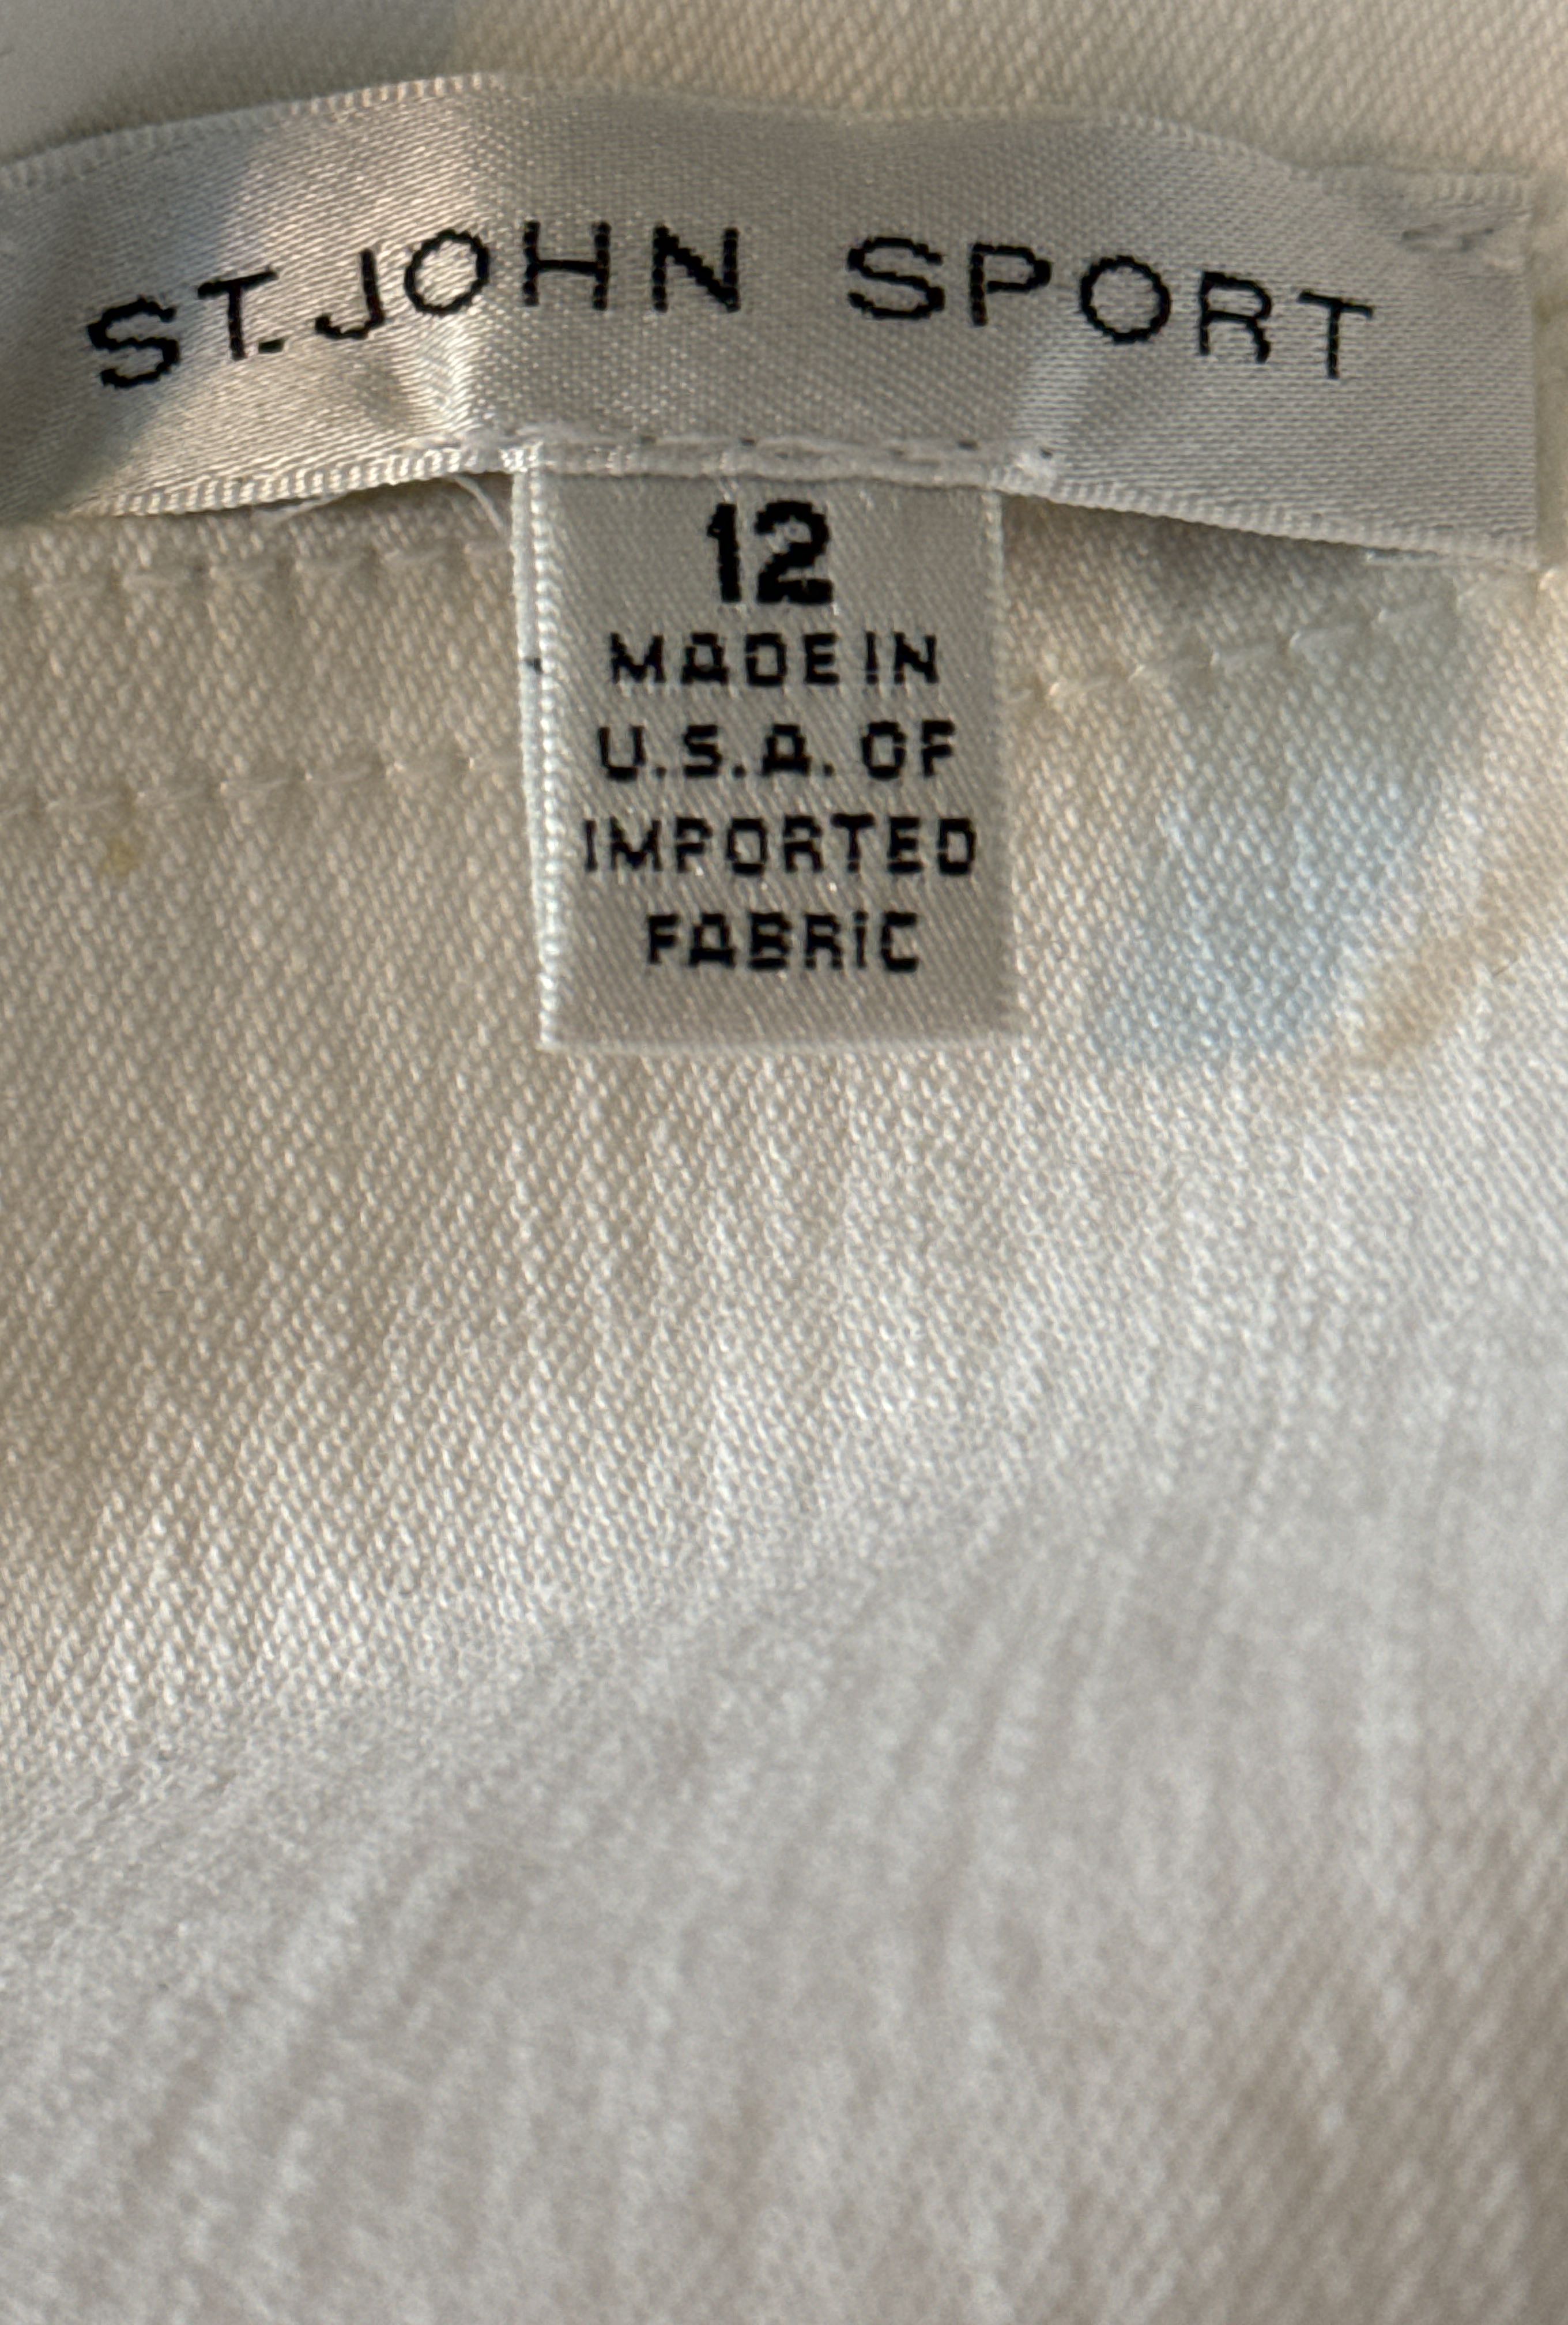 ST. JOHN SPORT
12
MADE IN
U.S.A. OF
IMPORTED
FABRIC